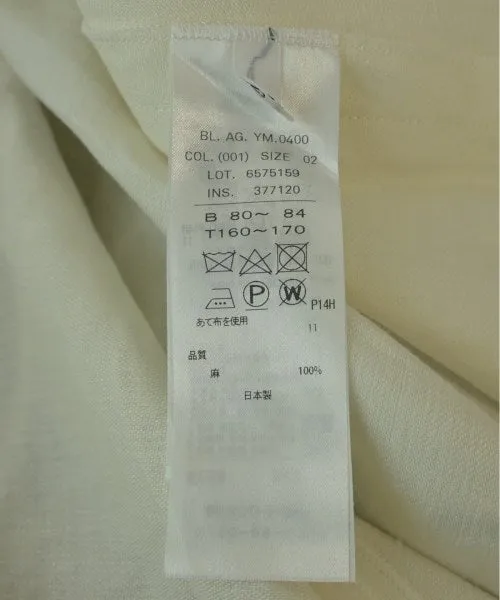 BL. AG. YM.0400
COL. (001) SIZE 02
LOT. 6575159
INS. 377120
B 80〜 84
T160〜170
P W P14H
あて布を使用 11
品質
麻 100%
日本製